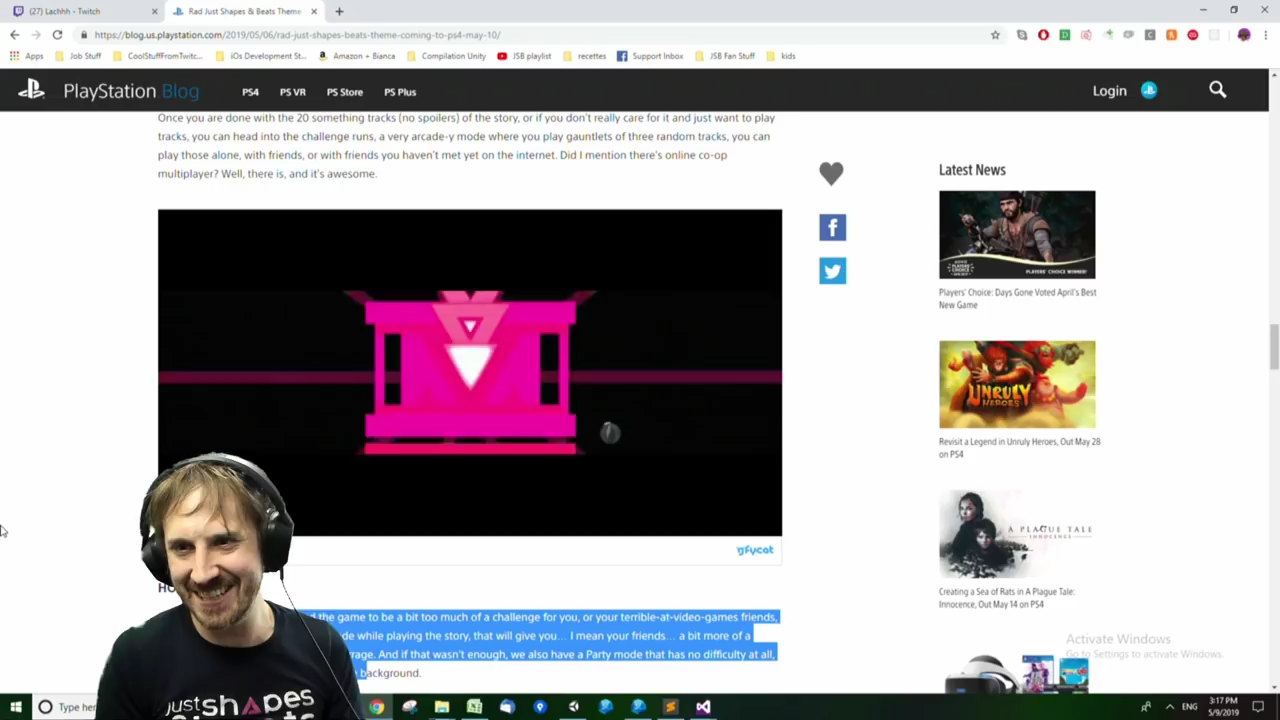 (27) Lachhh - Twitch
Rad Just Shapes & Beats Theme
https://blog.us.playstation.com/2019/05/06/rad-just-shapes-beats-theme-coming-to-ps4-may-10/
Apps
Job Stuff
CoolStuffFromTwitc...
iOs Development St...
Amazon + Bianca
Compilation Unity
JSB playlist
recettes
Support Inbox
JSB Fan Stuff
kids
PlayStation Blog
PS4
PS VR
PS Store
PS Plus
Login
Once you are done with the 20 something tracks (no spoilers) of the story, or if you don't really care for it and just want to play
tracks, you can head into the challenge runs, a very arcade-y mode where you play gauntlets of three random tracks, you can
play those alone, with friends, or with friends you haven't met yet on the internet. Did I mention there's online co-op
multiplayer? Well, there is, and it's awesome.
Latest News
PLAYERS' CHOICE WINNER!
Players' Choice: Days Gone Voted April's Best
New Game
UNRULY
HEROES
Revisit a Legend in Unruly Heroes, Out May 28
on PS4
A PLAGUE TALE
INNOCENCE
Creating a Sea of Rats in A Plague Tale:
Innocence, Out May 14 on PS4
gfycat
the game to be a bit too much of a challenge for you, or your terrible-at-video-games friends,
while playing the story, that will give you... I mean your friends... a bit more of a
And if that wasn't enough, we also have a Party mode that has no difficulty at all,
background.
just SHAPES
Activate Windows
Go to Settings to activate Windows.
Type her
ENG
3:17 PM
5/9/2019